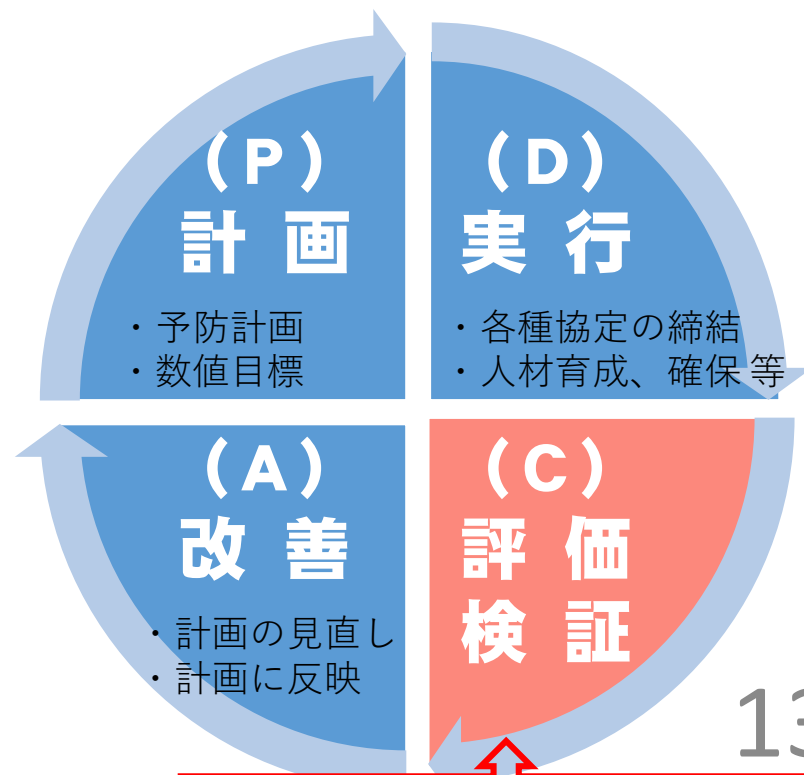 (P)
計画
・予防計画
・数値目標
(D)
実行
・各種協定の締結
・人材育成、確保 等
(A)
改善
・計画の見直し
・計画に反映
(C)
評価
検証
13